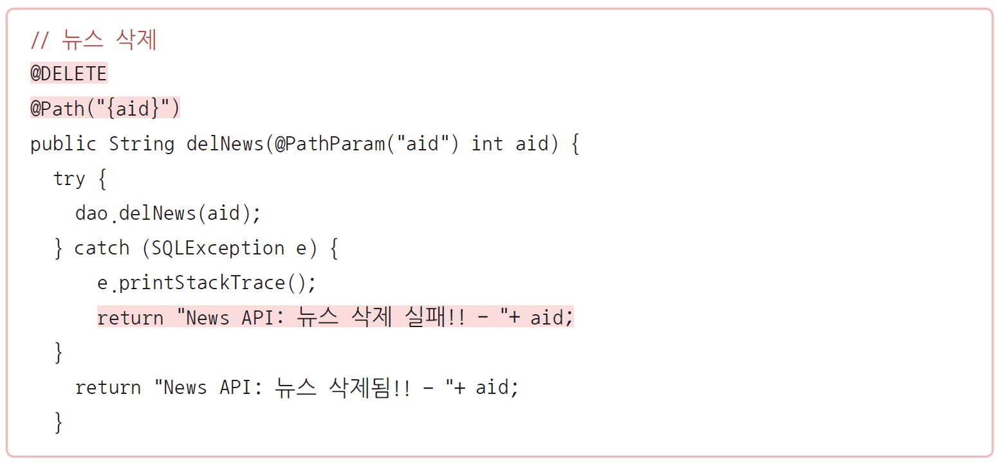 // 뉴스 삭제
@DELETE
@Path("{aid}")
public String delNews(@PathParam("aid") int aid) {
  try {
    dao.delNews(aid);
  } catch (SQLException e) {
      e.printStackTrace();
      return "News API: 뉴스 삭제 실패!! - "+ aid;
  }
    return "News API: 뉴스 삭제됨!! - "+ aid;
  }